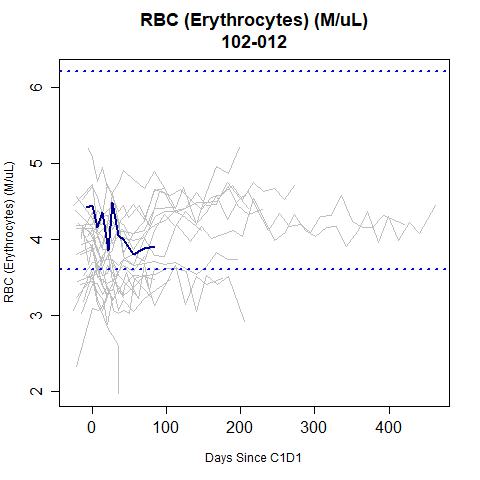 RBC (Erythrocytes) (M/uL)
102-012
RBC (Erythrocytes) (M/uL)
6
5
4
3
2
0 100 200 300 400
Days Since C1D1